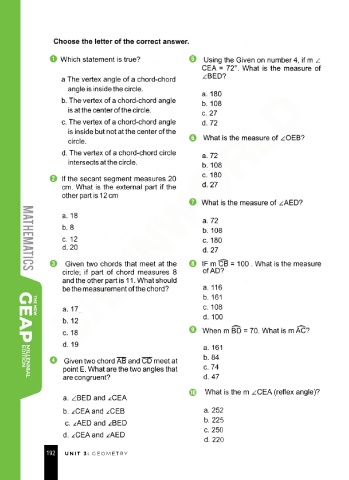 Choose the letter of the correct answer.
1 Which statement is true?
a The vertex angle of a chord-chord
angle is inside the circle.
b. The vertex of a chord-chord angle
is at the center of the circle.
c. The vertex of a chord-chord angle
is inside but not at the center of the
circle.
d. The vertex of a chord-chord circle
intersects at the circle.
2 If the secant segment measures 20
cm. What is the external part if the
other part is 12 cm
a. 18
b. 8
c. 12
d. 20
3 Given two chords that meet at the
circle; if part of chord measures 8
and the other part is 11. What should
be the measurement of the chord?
a. 17
b. 12
c. 18
d. 19
4 Given two chord A̅B̅ and C̅D̅ meet at
point E. What are the two angles that
are congruent?
a. ∠BED and ∠CEA
b. ∠CEA and ∠CEB
c. ∠AED and ∠BED
d. ∠CEA and ∠AED
5 Using the Given on number 4, if m ∠
CEA = 72°. What is the measure of
∠BED?
a. 180
b. 108
c. 27
d. 72
6 What is the measure of ∠OEB?
a. 72
b. 108
c. 180
d. 27
7 What is the measure of ∠AED?
a. 72
b. 108
c. 180
d. 27
8 IF m C͡B = 100 . What is the measure
of AD?
a. 116
b. 161
c. 108
d. 100
9 When m B͡D = 70. What is m A͡C?
a. 161
b. 84
c. 74
d. 47
10 What is the m ∠CEA (reflex angle)?
a. 252
b. 225
c. 250
d. 220
MATHEMATICS
THE NEW
GEAP
MILLENNIAL
EDITION
192 UNIT 3: GEOMETRY